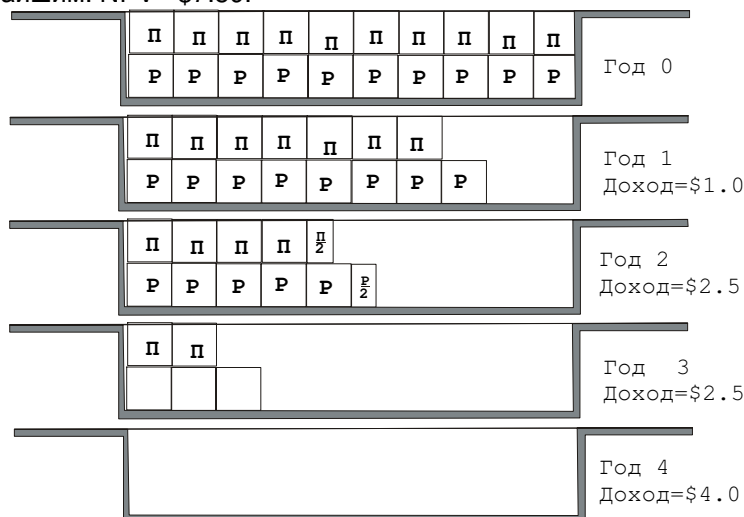 П П П П П П П П П П
Р Р Р Р Р Р Р Р Р Р
Год 0
П П П П П П П
Р Р Р Р Р Р Р Р
Год 1
Доход=$1.0
П П П П П/2
Р Р Р Р Р Р/2
Год 2
Доход=$2.5
П П
Год 3
Доход=$2.5
Год 4
Доход=$4.0